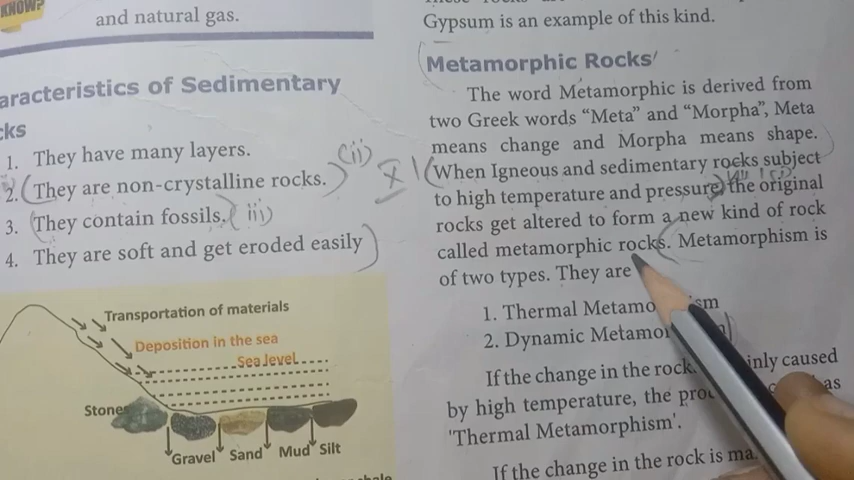 KNOW?
and natural gas.
aracteristics of Sedimentary
cks
1. They have many layers.
2. (They are non-crystalline rocks.) (ii)
3. (They contain fossils.( iii)
4. They are soft and get eroded easily)
Transportation of materials
Deposition in the sea
Sea level
Stones
Gravel Sand Mud Silt
Gypsum is an example of this kind.
Metamorphic Rocks
The word Metamorphic is derived from
two Greek words “Meta” and “Morpha”, Meta
means change and Morpha means shape.
XI (When Igneous and sedimentary rocks subject
to high temperature and pressure, the original
rocks get altered to form a new kind of rock
called metamorphic rocks. Metamorphism is
of two types. They are
1. Thermal Metamo sm
2. Dynamic Metamor
If the change in the rock inly caused
by high temperature, the pro as
'Thermal Metamorphism'.
If the change in the rock is ma